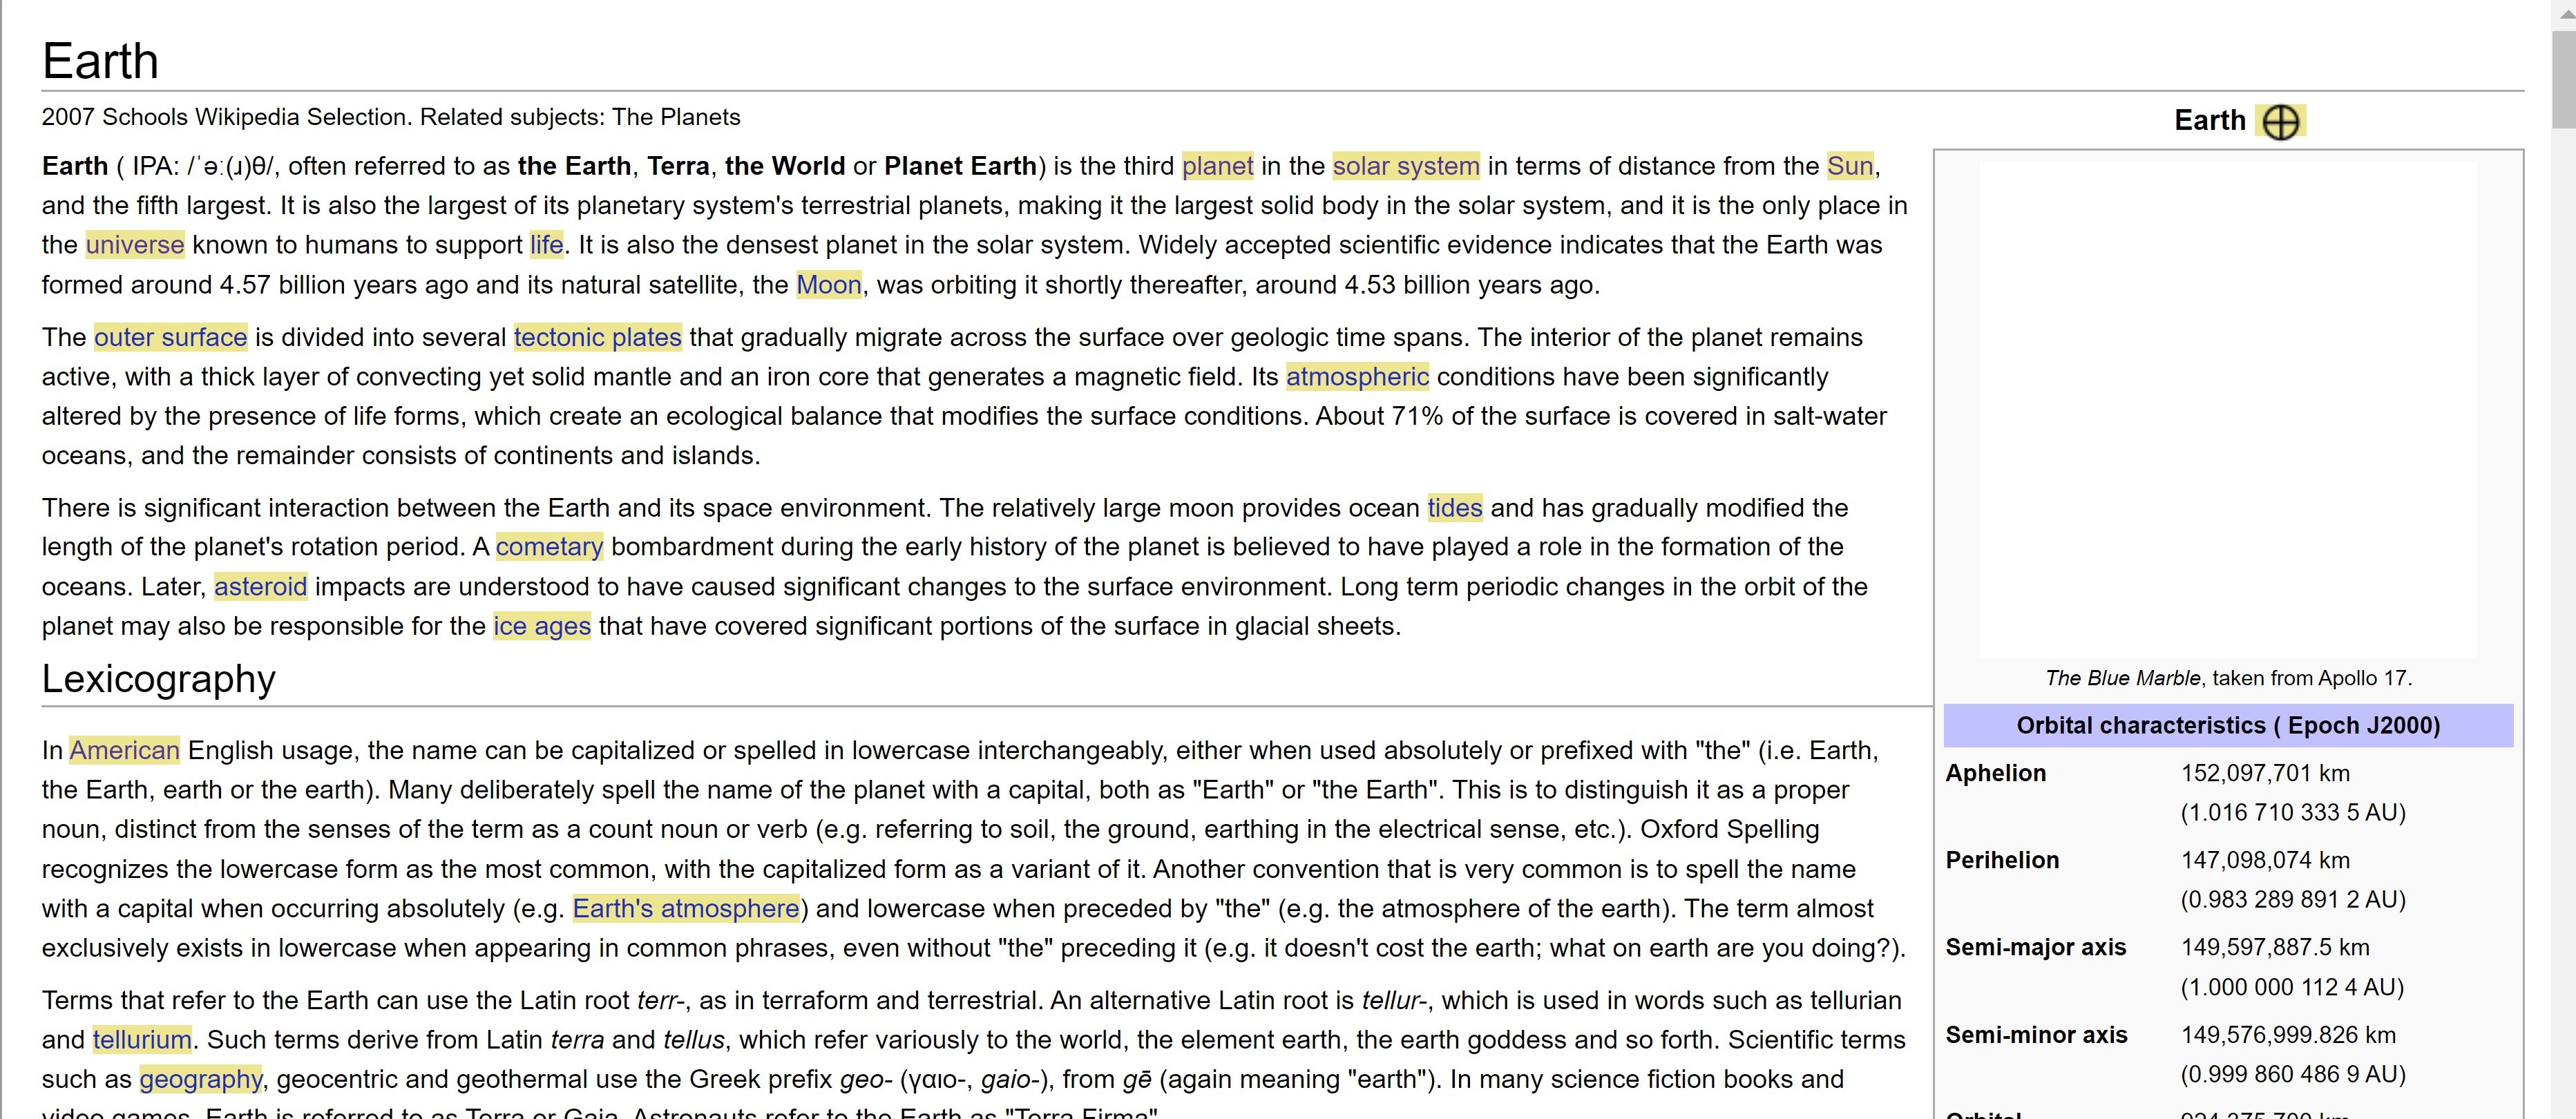 Earth
2007 Schools Wikipedia Selection. Related subjects: The Planets
Earth ( IPA: /ˈəː(ɹ)θ/, often referred to as the Earth, Terra, the World or Planet Earth) is the third planet in the solar system in terms of distance from the Sun,
and the fifth largest. It is also the largest of its planetary system's terrestrial planets, making it the largest solid body in the solar system, and it is the only place in
the universe known to humans to support life. It is also the densest planet in the solar system. Widely accepted scientific evidence indicates that the Earth was
formed around 4.57 billion years ago and its natural satellite, the Moon, was orbiting it shortly thereafter, around 4.53 billion years ago.
The outer surface is divided into several tectonic plates that gradually migrate across the surface over geologic time spans. The interior of the planet remains
active, with a thick layer of convecting yet solid mantle and an iron core that generates a magnetic field. Its atmospheric conditions have been significantly
altered by the presence of life forms, which create an ecological balance that modifies the surface conditions. About 71% of the surface is covered in salt-water
oceans, and the remainder consists of continents and islands.
There is significant interaction between the Earth and its space environment. The relatively large moon provides ocean tides and has gradually modified the
length of the planet's rotation period. A cometary bombardment during the early history of the planet is believed to have played a role in the formation of the
oceans. Later, asteroid impacts are understood to have caused significant changes to the surface environment. Long term periodic changes in the orbit of the
planet may also be responsible for the ice ages that have covered significant portions of the surface in glacial sheets.
Lexicography
In American English usage, the name can be capitalized or spelled in lowercase interchangeably, either when used absolutely or prefixed with "the" (i.e. Earth,
the Earth, earth or the earth). Many deliberately spell the name of the planet with a capital, both as "Earth" or "the Earth". This is to distinguish it as a proper
noun, distinct from the senses of the term as a count noun or verb (e.g. referring to soil, the ground, earthing in the electrical sense, etc.). Oxford Spelling
recognizes the lowercase form as the most common, with the capitalized form as a variant of it. Another convention that is very common is to spell the name
with a capital when occurring absolutely (e.g. Earth's atmosphere) and lowercase when preceded by "the" (e.g. the atmosphere of the earth). The term almost
exclusively exists in lowercase when appearing in common phrases, even without "the" preceding it (e.g. it doesn't cost the earth; what on earth are you doing?).
Terms that refer to the Earth can use the Latin root terr-, as in terraform and terrestrial. An alternative Latin root is tellur-, which is used in words such as tellurian
and tellurium. Such terms derive from Latin terra and tellus, which refer variously to the world, the element earth, the earth goddess and so forth. Scientific terms
such as geography, geocentric and geothermal use the Greek prefix geo- (γαιο-, gaio-), from gē (again meaning "earth"). In many science fiction books and
video games, Earth is referred to as Terra or Gaia. Astronauts refer to the Earth as "Terra Firma".
Earth
The Blue Marble, taken from Apollo 17.
Orbital characteristics ( Epoch J2000)
Aphelion 152,097,701 km
(1.016 710 333 5 AU)
Perihelion 147,098,074 km
(0.983 289 891 2 AU)
Semi-major axis 149,597,887.5 km
(1.000 000 112 4 AU)
Semi-minor axis 149,576,999.826 km
(0.999 860 486 9 AU)
Orbital 924,375,700 km